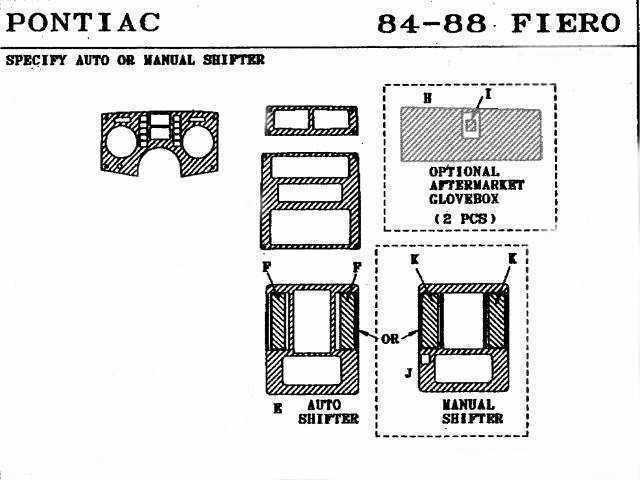 PONTIAC 84-88 FIERO
SPECIFY AUTO OR MANUAL SHIFTER
H I
OPTIONAL
AFTERMARKET
GLOVEBOX
(2 PCS)
F F K K
OR
J
E AUTO
SHIFTER
MANUAL
SHIFTER